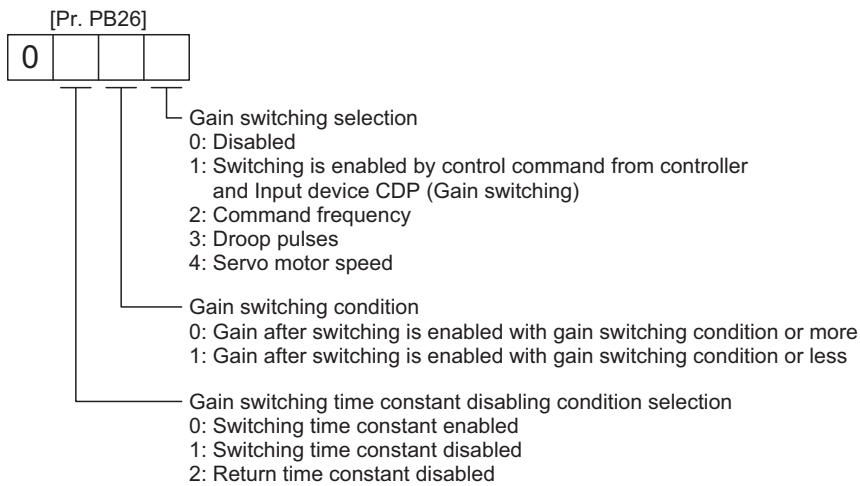 [Pr. PB26]
0
Gain switching selection
0: Disabled
1: Switching is enabled by control command from controller
and Input device CDP (Gain switching)
2: Command frequency
3: Droop pulses
4: Servo motor speed
Gain switching condition
0: Gain after switching is enabled with gain switching condition or more
1: Gain after switching is enabled with gain switching condition or less
Gain switching time constant disabling condition selection
0: Switching time constant enabled
1: Switching time constant disabled
2: Return time constant disabled